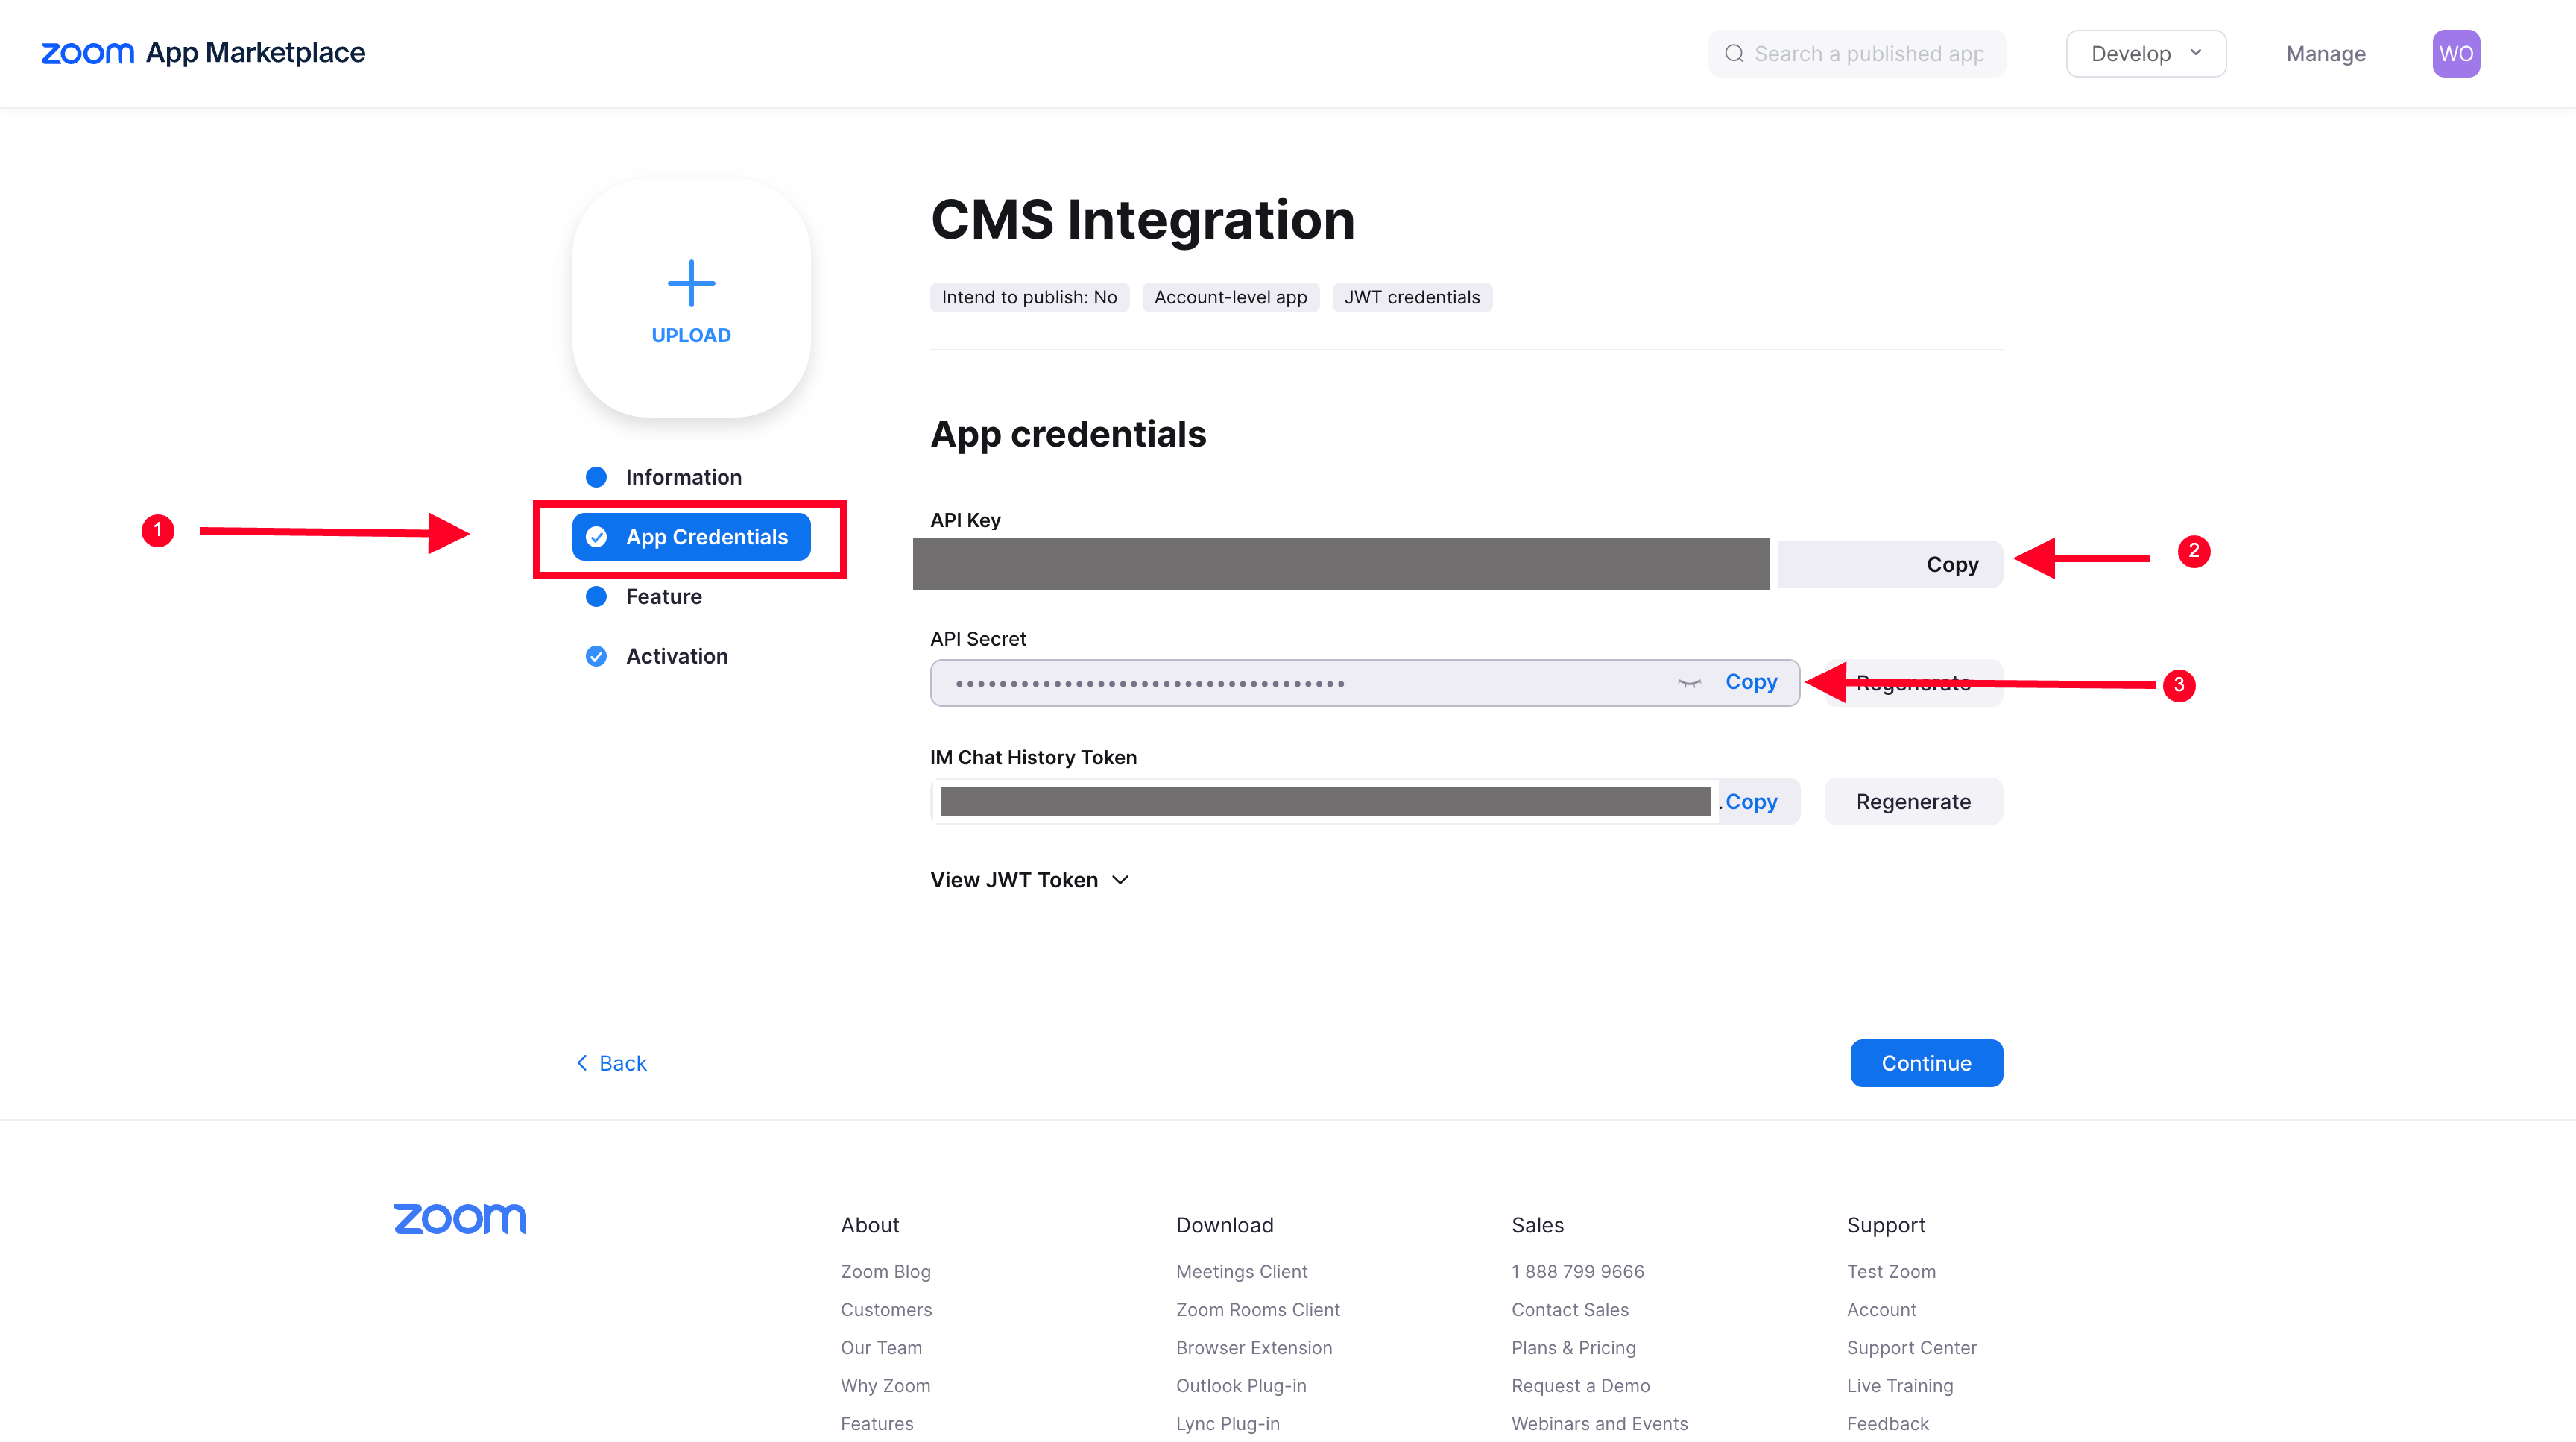 zoom App Marketplace
Search a published app
Develop
Manage
WO
UPLOAD
CMS Integration
Intend to publish: No
Account-level app
JWT credentials
App credentials
Information
App Credentials
Feature
Activation
1
API Key
Copy
2
API Secret
Copy
Regenerate
3
IM Chat History Token
.Copy
Regenerate
View JWT Token
Back
Continue
zoom
About
Zoom Blog
Customers
Our Team
Why Zoom
Features
Download
Meetings Client
Zoom Rooms Client
Browser Extension
Outlook Plug-in
Lync Plug-in
Sales
1 888 799 9666
Contact Sales
Plans & Pricing
Request a Demo
Webinars and Events
Support
Test Zoom
Account
Support Center
Live Training
Feedback